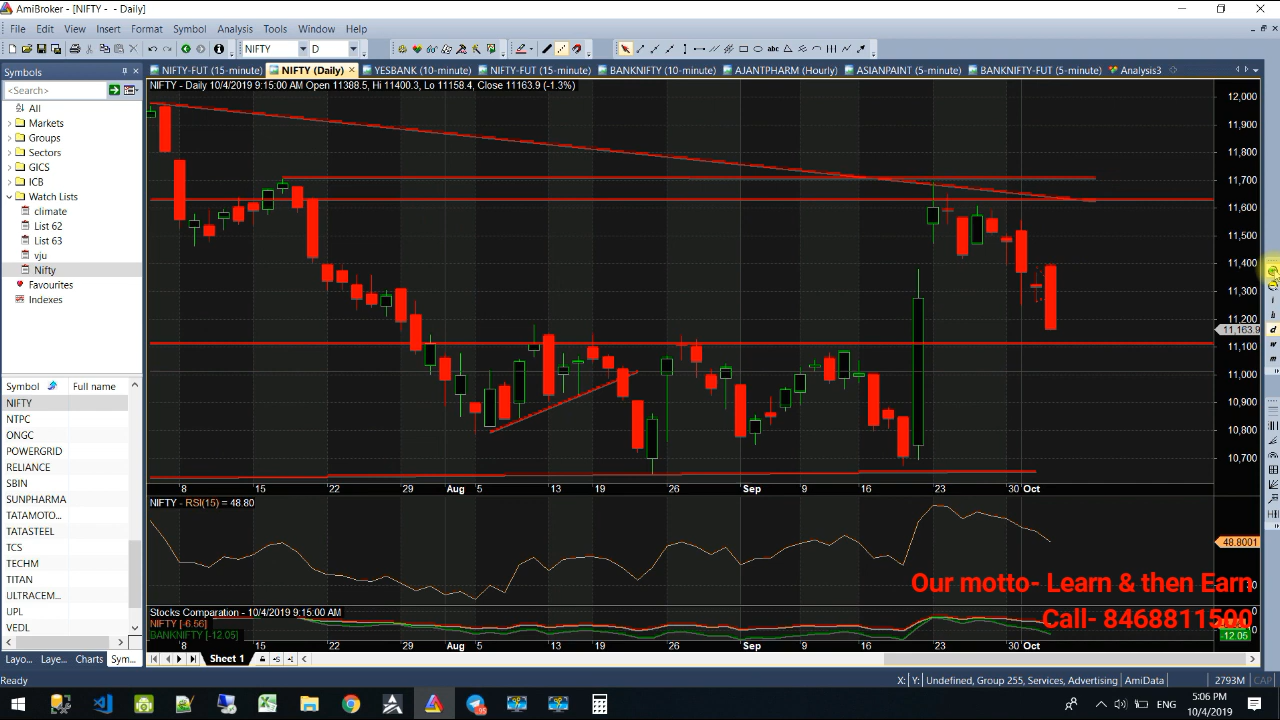 AmiBroker - [NIFTY - - Daily]
File Edit View Insert Format Symbol Analysis Tools Window Help
NIFTY D
Symbols
NIFTY-FUT (15-minute) NIFTY (Daily) YESBANK (10-minute) NIFTY-FUT (15-minute) BANKNIFTY (10-minute) AJANTPHARM (Hourly) ASIANPAINT (5-minute) BANKNIFTY-FUT (5-minute) Analysis3
<Search>
All
Markets
Groups
Sectors
GICS
ICB
Watch Lists
climate
List 62
List 63
vju
Nifty
Favourites
Indexes
Symbol Full name
NIFTY
NTPC
ONGC
POWERGRID
RELIANCE
SBIN
SUNPHARMA
TATAMOTO...
TATASTEEL
TCS
TECHM
TITAN
ULTRACEM...
UPL
VEDL
Layo... Laye... Charts Sym...
NIFTY - Daily 10/4/2019 9:15:00 AM Open 11388.5, Hi 11400.3, Lo 11158.4, Close 11163.9 (-1.3%)
12,000
11,900
11,800
11,700
11,600
11,500
11,400
11,300
11,200
11,163.9
11,100
11,000
10,900
10,800
10,700
8 15 22 29 Aug 5 13 19 26 Sep 9 16 23 30 Oct
NIFTY - RSI(15) = 48.80
48.8001
Our motto- Learn & then Earn
Stocks Comparation - 10/4/2019 9:15:00 AM
NIFTY [-6.56]
Call- 8468811500
BANKNIFTY [-12.05]
-12.05
8 15 22 29 Aug 5 13 19 26 Sep 9 16 23 30 Oct
Sheet 1
Ready
X: Y: Undefined, Group 255, Services, Advertising AmiData 2793M CAP
ENG
5:06 PM
10/4/2019